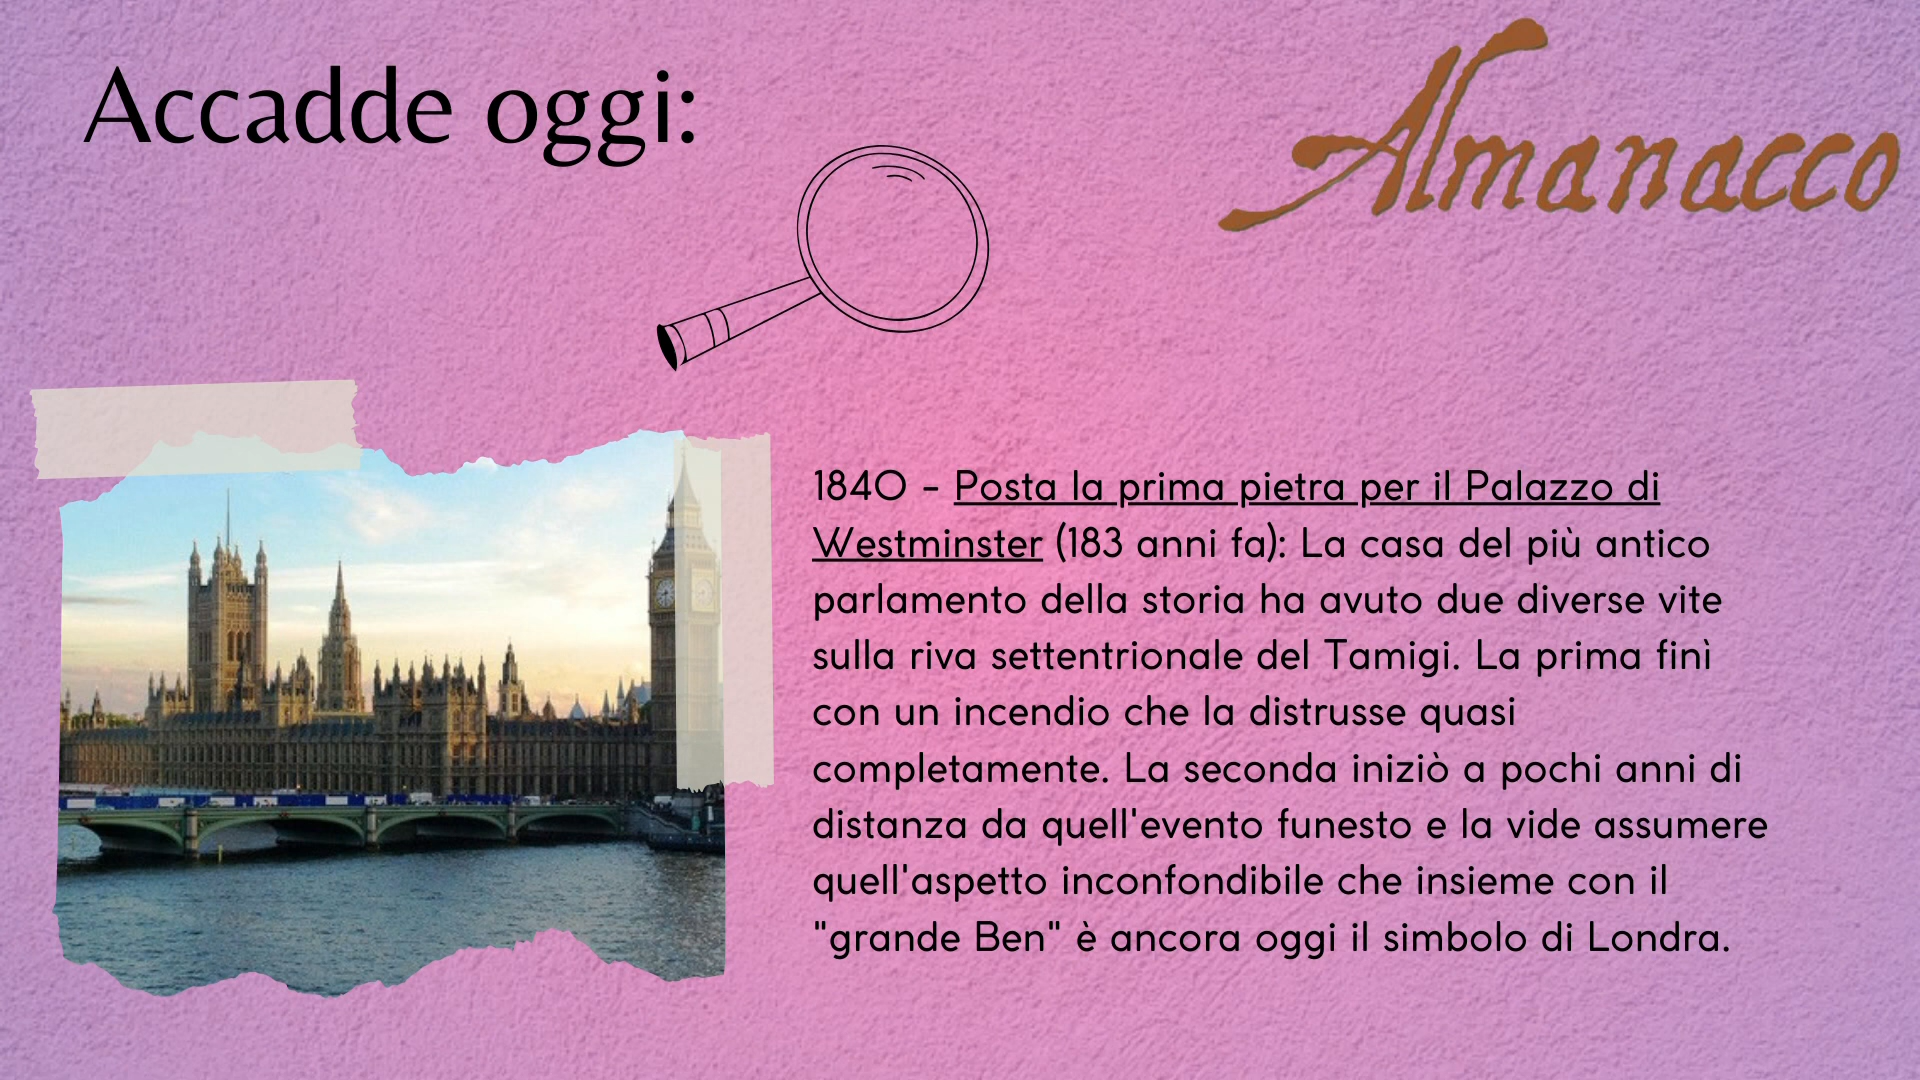 Accadde oggi:
Almanacco
1840 - Posta la prima pietra per il Palazzo di
Westminster (183 anni fa): La casa del più antico
parlamento della storia ha avuto due diverse vite
sulla riva settentrionale del Tamigi. La prima finì
con un incendio che la distrusse quasi
completamente. La seconda iniziò a pochi anni di
distanza da quell'evento funesto e la vide assumere
quell'aspetto inconfondibile che insieme con il
"grande Ben" è ancora oggi il simbolo di Londra.